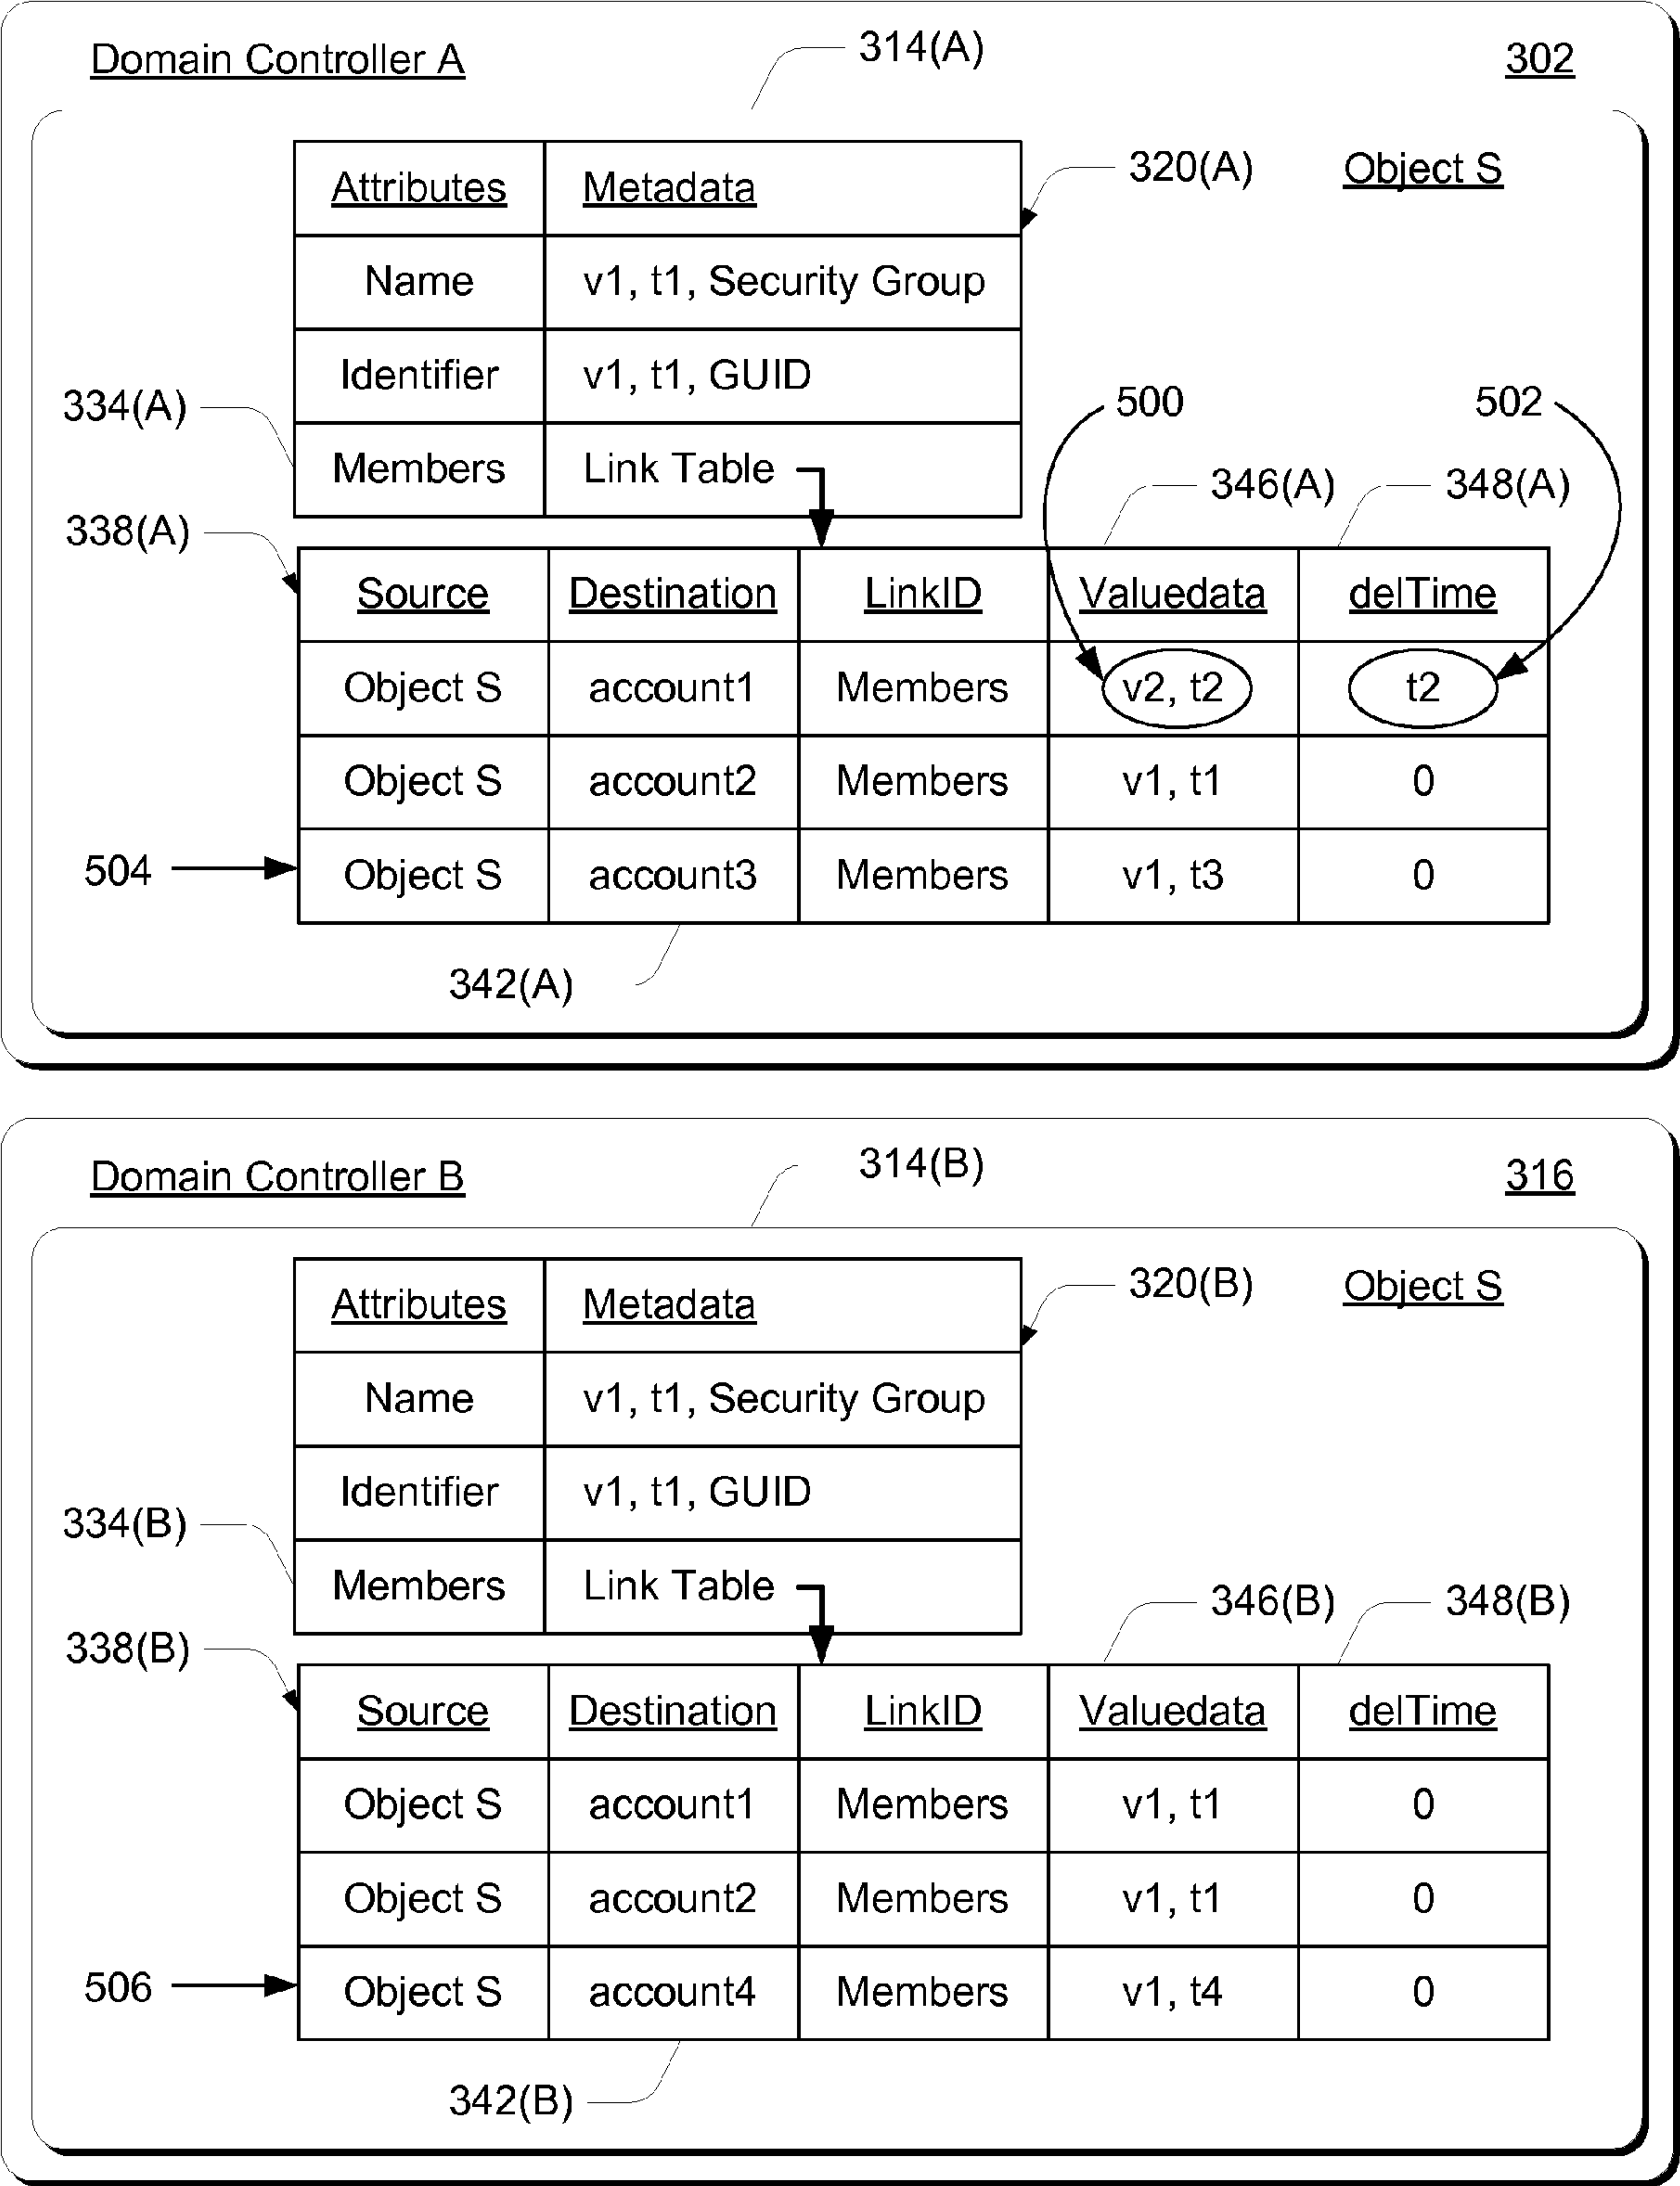 314(A)
Domain Controller A 302
320(A) Object S
Attributes Metadata
Name v1, t1, Security Group
Identifier v1, t1, GUID
334(A) 500 502
Members Link Table 346(A) 348(A)
338(A)
Source Destination LinkID Valuedata delTime
Object S account1 Members v2, t2 t2
Object S account2 Members v1, t1 0
504 Object S account3 Members v1, t3 0
342(A)
314(B)
Domain Controller B 316
320(B) Object S
Attributes Metadata
Name v1, t1, Security Group
Identifier v1, t1, GUID
334(B)
Members Link Table 346(B) 348(B)
338(B)
Source Destination LinkID Valuedata delTime
Object S account1 Members v1, t1 0
Object S account2 Members v1, t1 0
506 Object S account4 Members v1, t4 0
342(B)